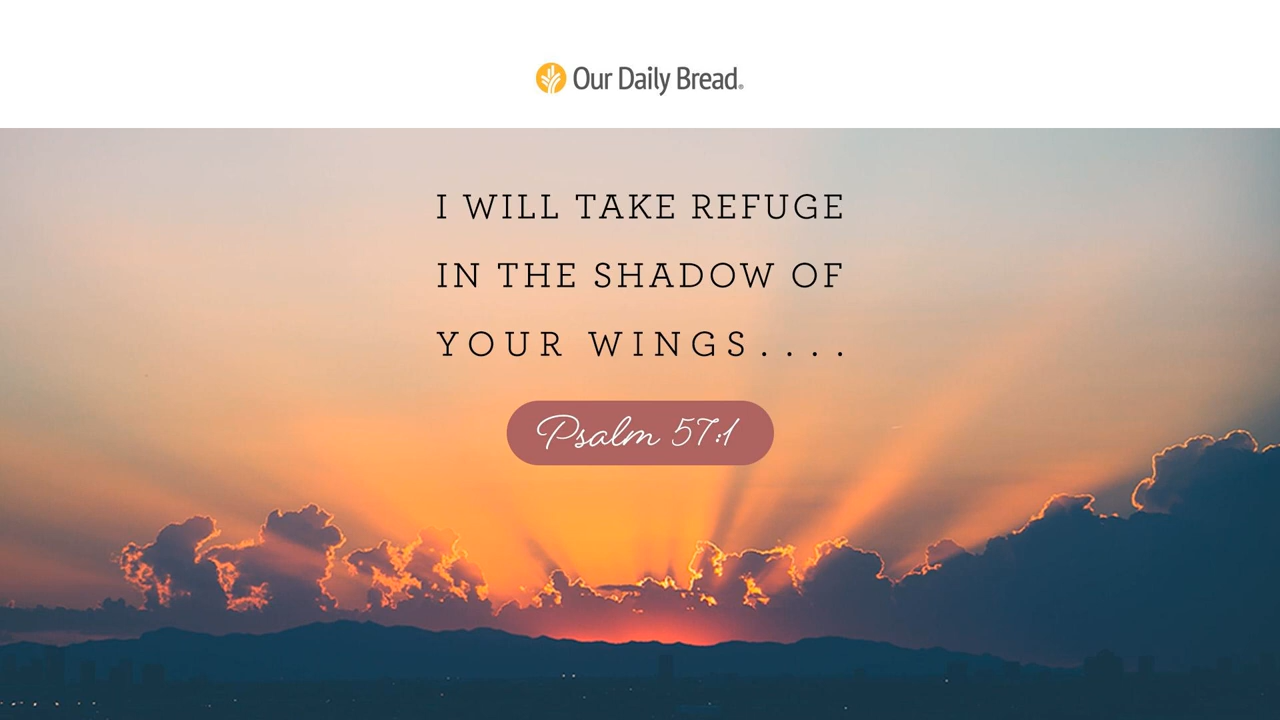 Our Daily Bread®
I WILL TAKE REFUGE
IN THE SHADOW OF
YOUR WINGS....
Psalm 57:1